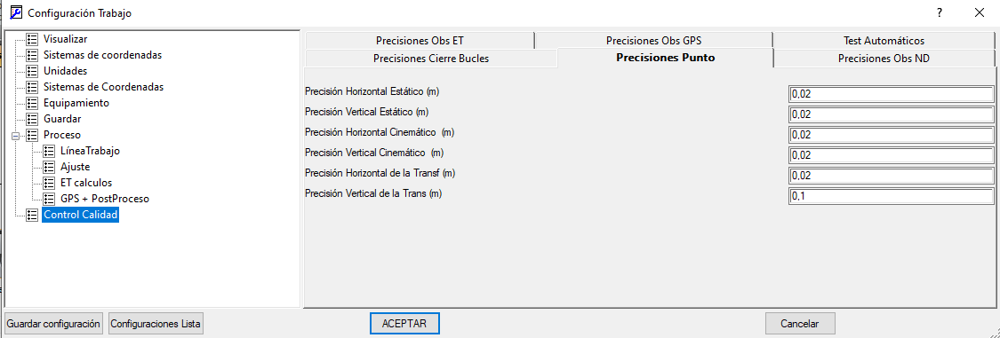 Configuración Trabajo
?
Visualizar
Sistemas de coordenadas
Unidades
Sistemas de Coordenadas
Equipamiento
Guardar
Proceso
LíneaTrabajo
Ajuste
ET calculos
GPS + PostProceso
Control Calidad
Precisiones Obs ET
Precisiones Obs GPS
Test Automáticos
Precisiones Cierre Bucles
Precisiones Punto
Precisiones Obs ND
Precisión Horizontal Estático (m)
0,02
Precisión Vertical Estático (m)
0,02
Precisión Horizontal Cinemático (m)
0,02
Precisión Vertical Cinemático (m)
0,02
Precisión Horizontal de la Transf (m)
0,02
Precisión Vertical de la Trans (m)
0,1
Guardar configuración
Configuraciones Lista
ACEPTAR
Cancelar